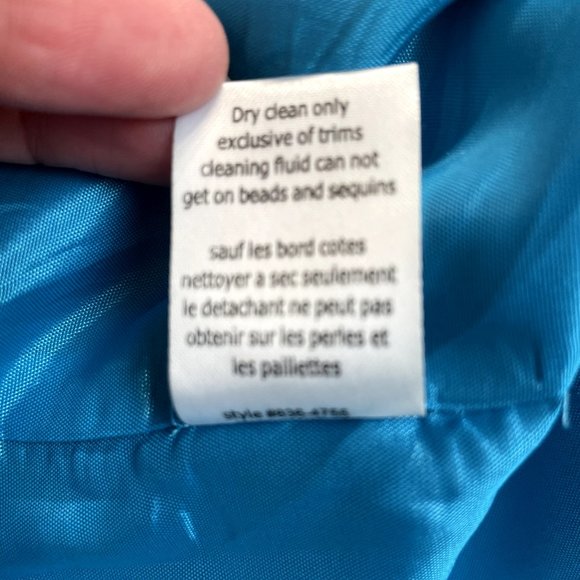 Dry clean only
exclusive of trims
cleaning fluid can not
get on beads and sequins
sauf les bord cotes
nettoyer a sec seulement
le detachant ne peut pas
obtenir sur les perles et
les paillettes
Style